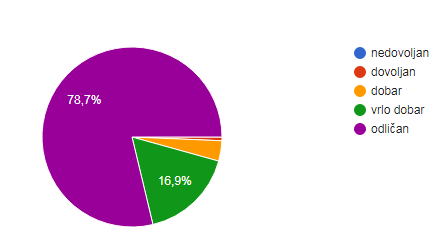 nedovoljan
dovoljan
dobar
vrlo dobar
odličan
78,7%
16,9%